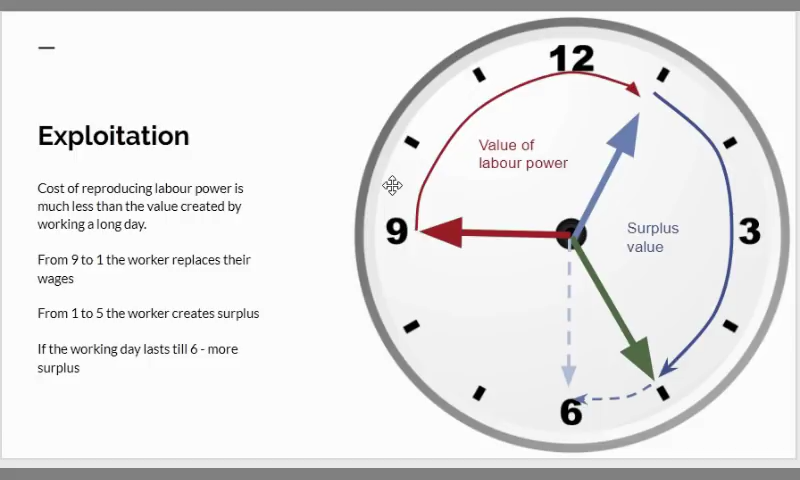 Exploitation
Cost of reproducing labour power is
much less than the value created by
working a long day.
From 9 to 1 the worker replaces their
wages
From 1 to 5 the worker creates surplus
If the working day lasts till 6 - more
surplus
12
Value of
labour power
9
3
Surplus
value
6